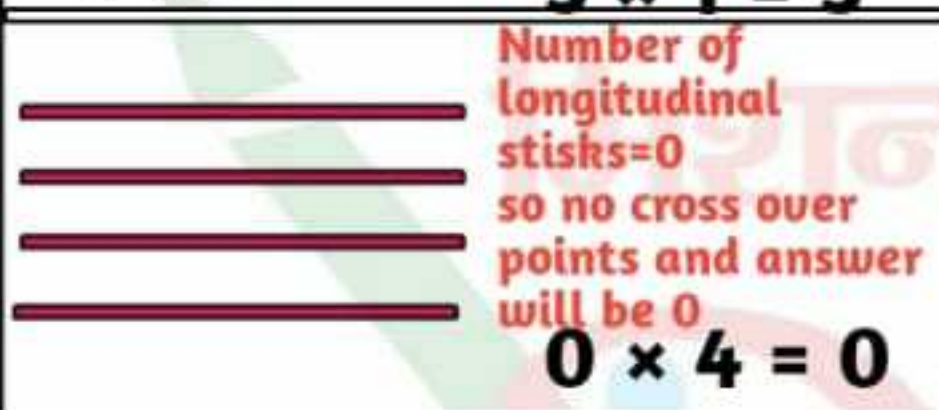 Number of
longitudinal
stisks=0
so no cross over
points and answer
will be 0
0 × 4 = 0